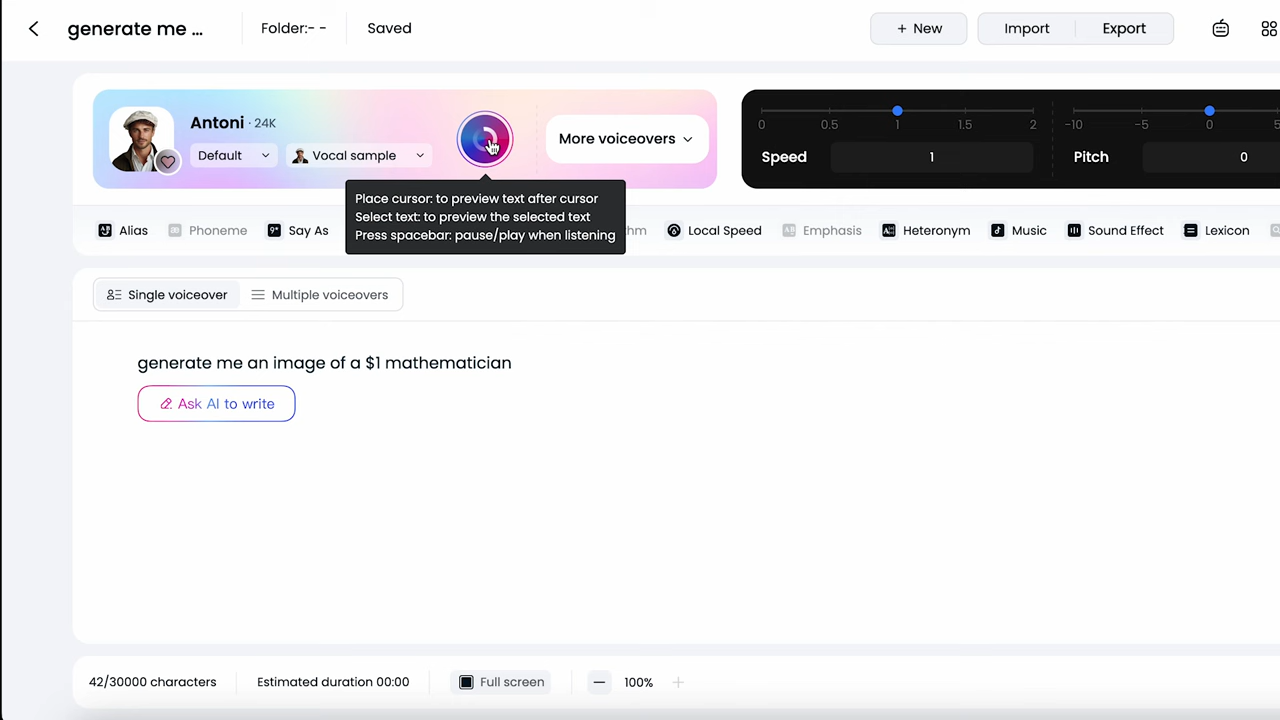 generate me ...
Folder:- -
Saved
+ New
Import
Export
Antoni · 24K
Default
Vocal sample
More voiceovers
0 0.5 1 1.5 2
Speed
1
-10 -5 0 5
Pitch
0
Place cursor: to preview text after cursor
Select text: to preview the selected text
Press spacebar: pause/play when listening
Alias
Phoneme
Say As
Local Speed
Emphasis
Heteronym
Music
Sound Effect
Lexicon
Single voiceover
Multiple voiceovers
generate me an image of a $1 mathematician
Ask AI to write
42/30000 characters
Estimated duration 00:00
Full screen
100%